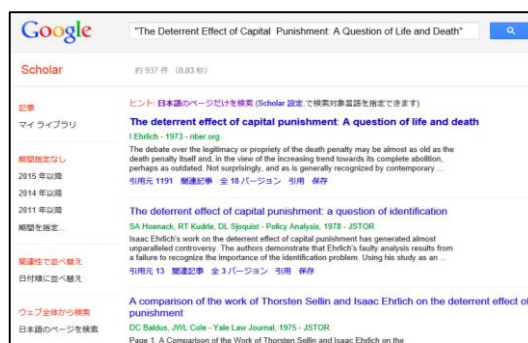 Google
"The Deterrent Effect of Capital Punishment: A Question of Life and Death"
Scholar
約 937 件 (0.03 秒)
記事
マイ ライブラリ
期間指定なし
2015 年以降
2014 年以降
2011 年以降
期間を指定...
関連性で並べ替え
日付順に並べ替え
ウェブ全体から検索
日本語のページを検索
ヒント: 日本語のページだけを検索 (Scholar 設定 で検索対象言語を指定できます)
The deterrent effect of capital punishment: A question of life and death
I Ehrlich - 1973 - nber.org
The debate over the legitimacy or propriety of the death penalty may be almost as old as the
death penalty itself and, in the view of the increasing trend towards its complete abolition,
perhaps as outdated. Not surprisingly, and as is generally recognized by contemporary ...
引用元 1191 関連記事 全 18 バージョン 引用 保存
The deterrent effect of capital punishment: a question of identification
SA Hoenack, RT Kudrle, DL Sjoquist - Policy Analysis, 1978 - JSTOR
Isaac Ehrlich's work on the deterrent effect of capital punishment has generated almost
unparalleled controversy. The authors demonstrate that Ehrlich's faulty analysis results from
a failure to recognize the importance of the identification problem. Using his study as an ...
引用元 13 関連記事 全 3 バージョン 引用 保存
A comparison of the work of Thorsten Sellin and Isaac Ehrlich on the deterrent effect of
punishment
DC Baldus, JWL Cole - Yale Law Journal, 1975 - JSTOR
Page 1. A Comparison of the Work of Thorsten Sellin and Isaac Ehrlich on the